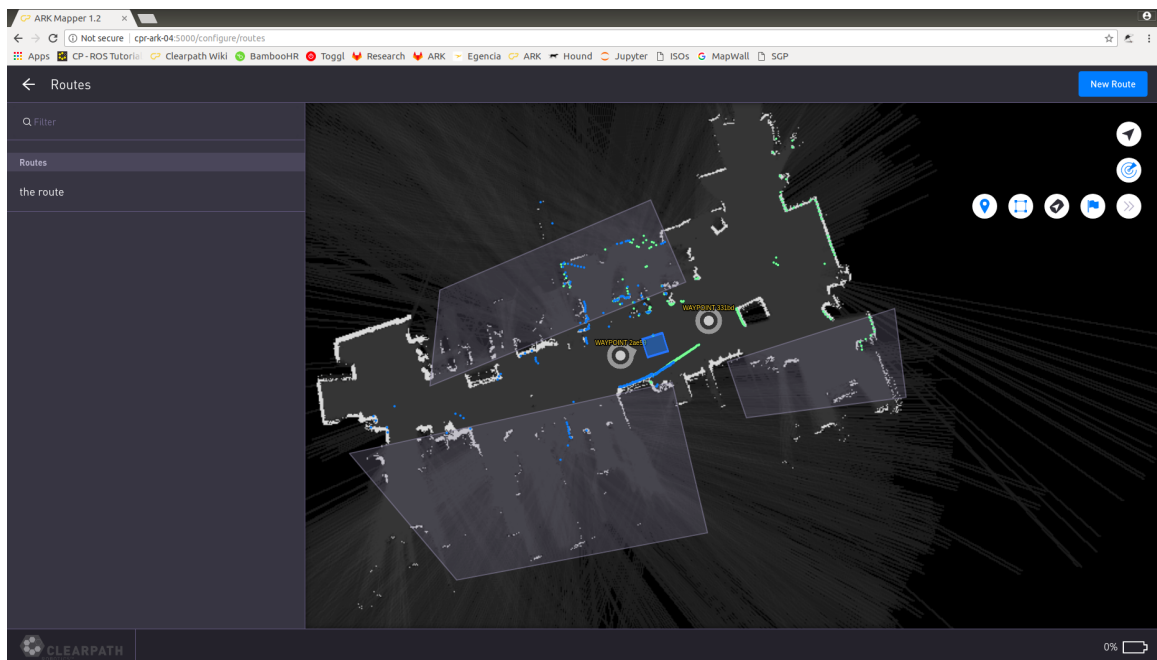 ARK Mapper 1.2
Not secure | cpr-ark-04:5000/configure/routes
Apps CP - ROS Tutorial Clearpath Wiki BambooHR Toggl Research ARK Egencia ARK Hound Jupyter ISOs MapWall SGP
Routes
New Route
Filter
Routes
the route
WAYPOINT 331bd
WAYPOINT
CLEARPATH
0%